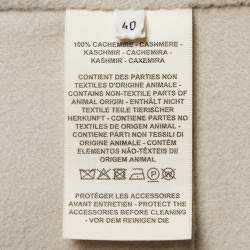 40
100% CACHEMIRE - CASHMERE
KASCHMIR - CACHEMIRA
KASHMIR - CAXEMIRA
CONTIENT DES PARTIES NON
TEXTILES D'ORIGINE ANIMALE -
CONTAINS NON-TEXTILE PARTS OF
ANIMAL ORIGIN - ENTHÄLT NICHT
TEXTILE TEILE TIERISCHER
HERKUNFT - CONTIENE PARTES NO
TEXTILES DE ORIGEN ANIMAL -
CONTIENE PARTI NON TESSILI DI
ORIGINE ANIMALE - CONTÉM
ELEMENTOS NÃO-TÊXTEIS DE
ORIGEM ANIMAL
PROTÉGER LES ACCESSOIRES
AVANT ENTRETIEN - PROTECT THE
ACCESSORIES BEFORE CLEANING
- VOR DEM REINIGEN DIE